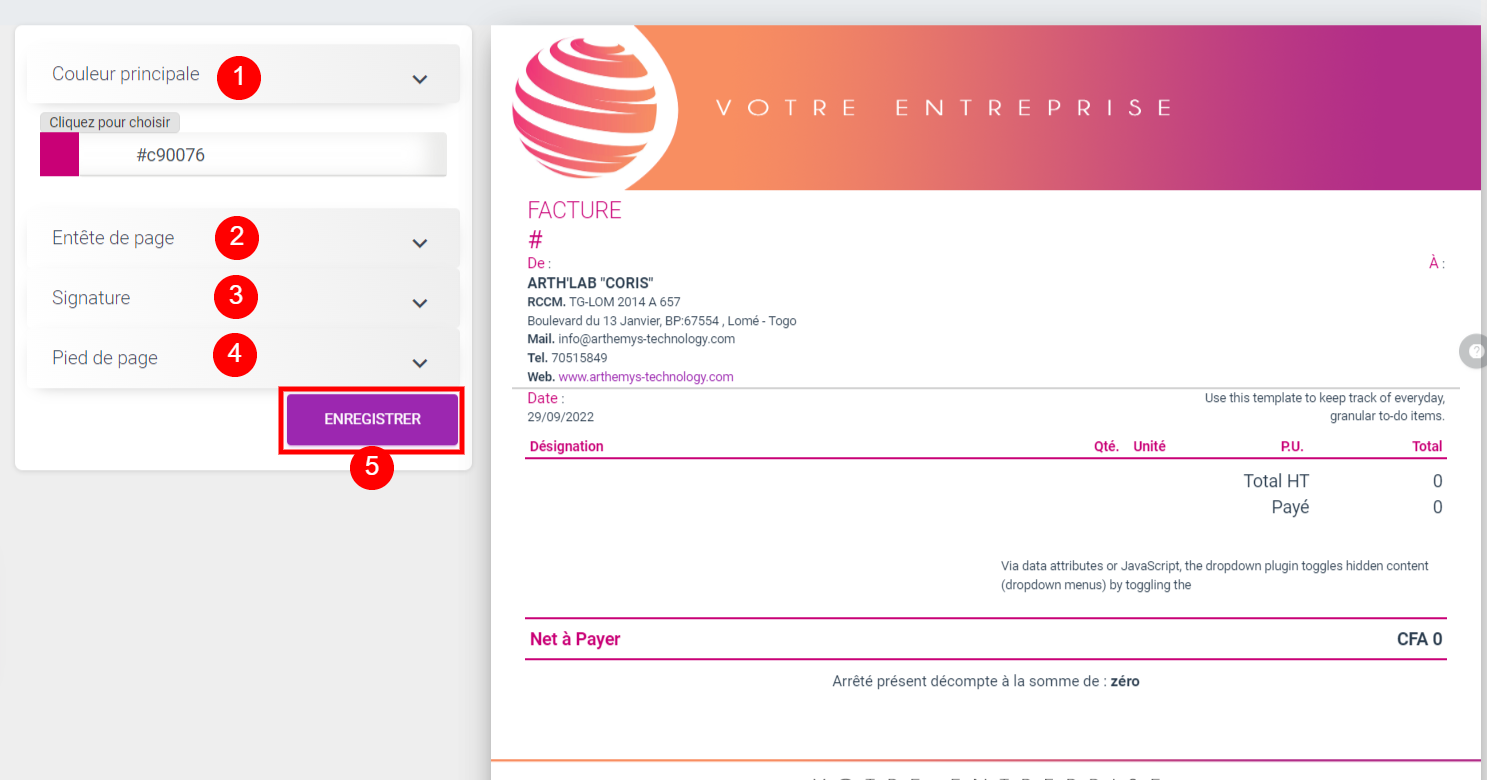 Couleur principale 1
Cliquez pour choisir
#c90076
Entête de page 2
Signature 3
Pied de page 4
ENREGISTRER
5
VOTRE ENTREPRISE
FACTURE
#
De :
À :
ARTH'LAB "CORIS"
RCCM. TG-LOM 2014 A 657
Boulevard du 13 Janvier, BP:67554 , Lomé - Togo
Mail. info@arthemys-technology.com
Tel. 70515849
Web. www.arthemys-technology.com
Date :
29/09/2022
Use this template to keep track of everyday,
granular to-do items.
Désignation Qté. Unité P.U. Total
Total HT 0
Payé 0
Via data attributes or JavaScript, the dropdown plugin toggles hidden content
(dropdown menus) by toggling the
Net à Payer CFA 0
Arrêté présent décompte à la somme de : zéro